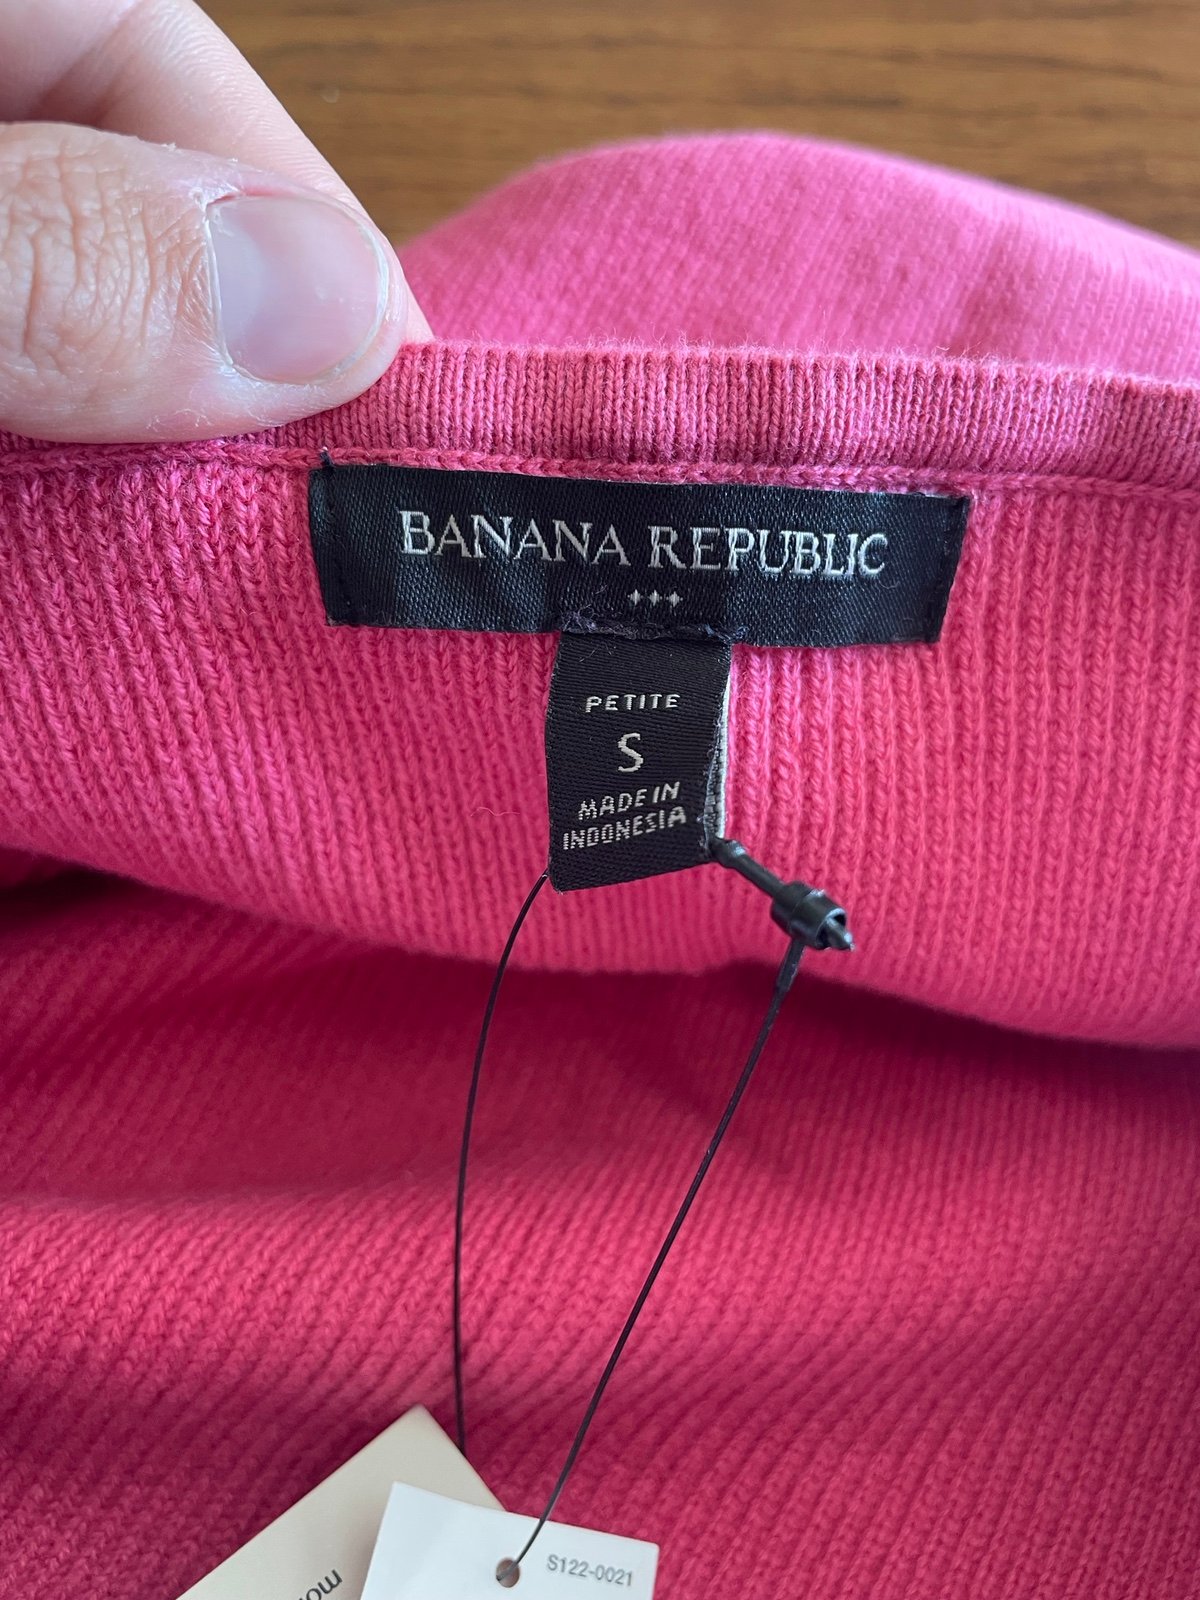 BANANA REPUBLIC
PETITE
S
MADE IN
INDONESIA
S122-0021